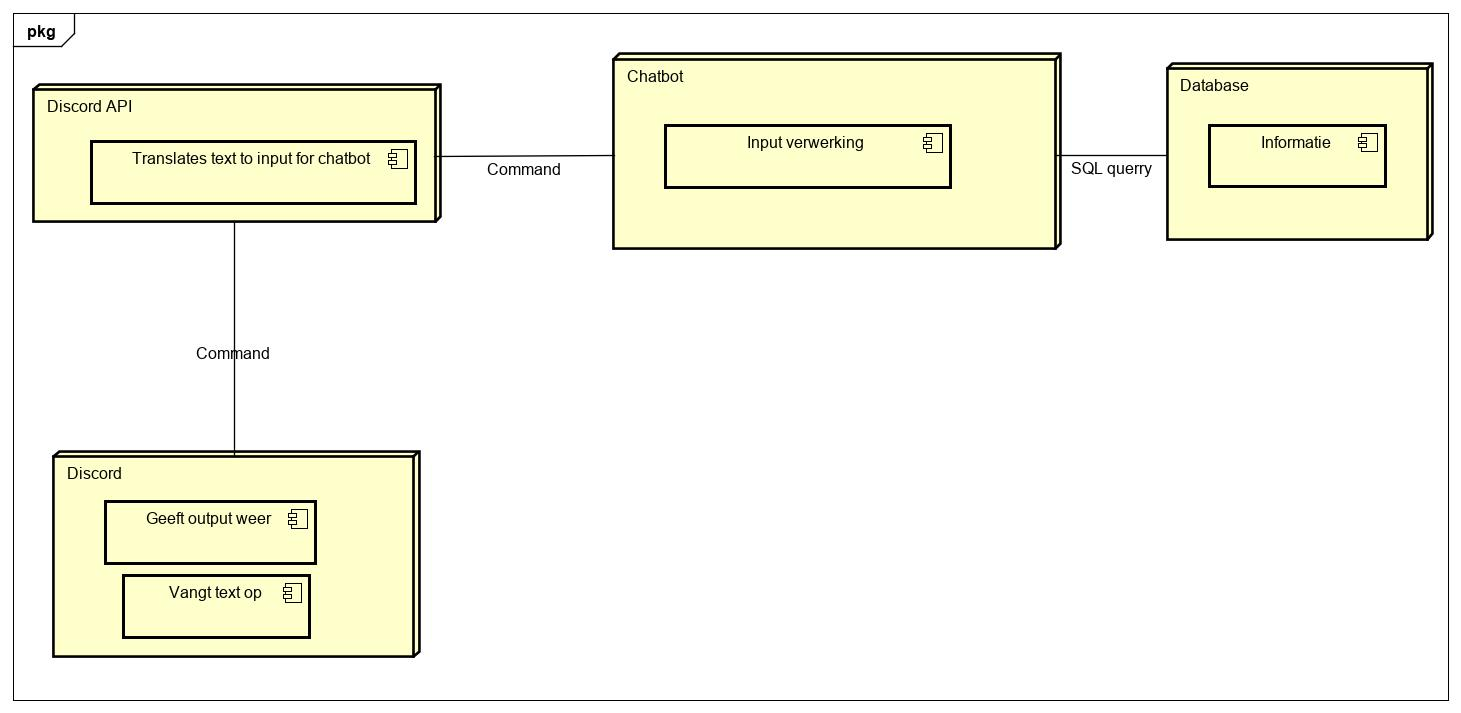 pkg
Discord API
Translates text to input for chatbot
Command
Chatbot
Input verwerking
SQL querry
Database
Informatie
Command
Discord
Geeft output weer
Vangt text op